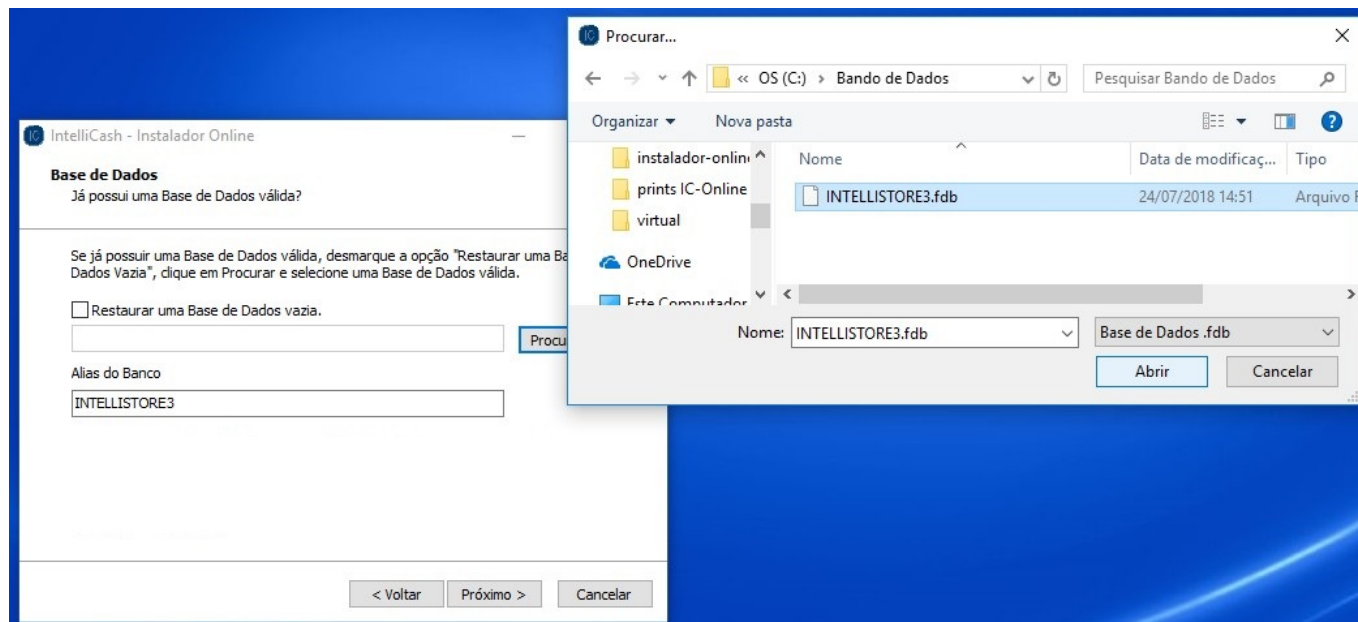 IntelliCash - Instalador Online
Base de Dados
Já possui uma Base de Dados válida?
Se já possuir uma Base de Dados válida, desmarque a opção "Restaurar uma Ba
Dados Vazia", clique em Procurar e selecione uma Base de Dados válida.
Restaurar uma Base de Dados vazia.
Procu
Alias do Banco
INTELLISTORE3
< Voltar Próximo > Cancelar
Procurar...
« OS (C:) > Bando de Dados Pesquisar Bando de Dados
Organizar Nova pasta
instalador-onlin
prints IC-Online
virtual
OneDrive
Este Computador
Nome Data de modificaç... Tipo
INTELLISTORE3.fdb 24/07/2018 14:51 Arquivo F
Nome: INTELLISTORE3.fdb Base de Dados .fdb
Abrir Cancelar